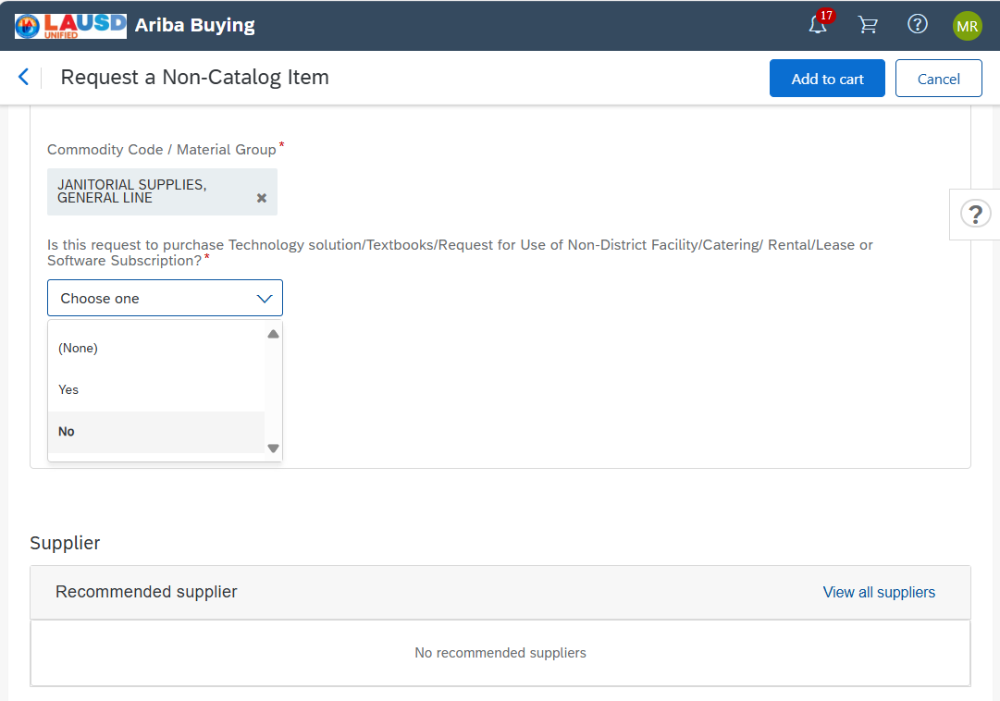 LAUSD
UNIFIED
Ariba Buying
17
MR
Request a Non-Catalog Item
Add to cart
Cancel
Commodity Code / Material Group*
JANITORIAL SUPPLIES,
GENERAL LINE
Is this request to purchase Technology solution/Textbooks/Request for Use of Non-District Facility/Catering/ Rental/Lease or
Software Subscription?*
Choose one
(None)
Yes
No
Supplier
Recommended supplier
View all suppliers
No recommended suppliers